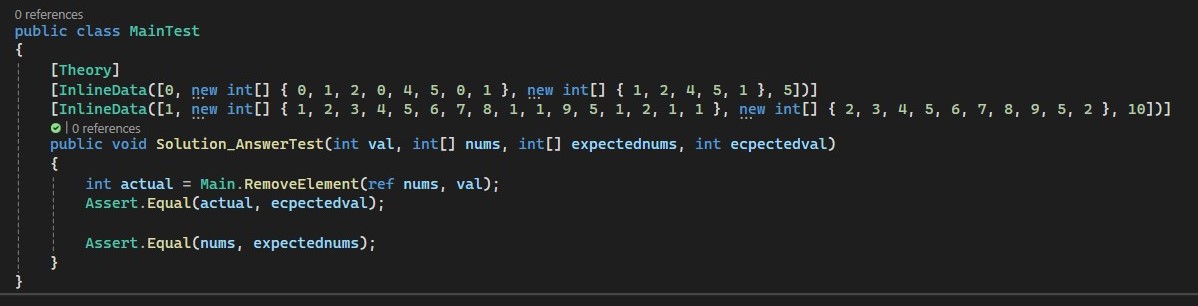 0 references
public class MainTest
{
[Theory]
[InlineData([0, new int[] { 0, 1, 2, 0, 4, 5, 0, 1 }, new int[] { 1, 2, 4, 5, 1 }, 5])]
[InlineData([1, new int[] { 1, 2, 3, 4, 5, 6, 7, 8, 1, 1, 9, 5, 1, 2, 1, 1 }, new int[] { 2, 3, 4, 5, 6, 7, 8, 9, 5, 2 }, 10])]
| 0 references
public void Solution_AnswerTest(int val, int[] nums, int[] expectednums, int ecpectedval)
{
int actual = Main.RemoveElement(ref nums, val);
Assert.Equal(actual, ecpectedval);
Assert.Equal(nums, expectednums);
}
}